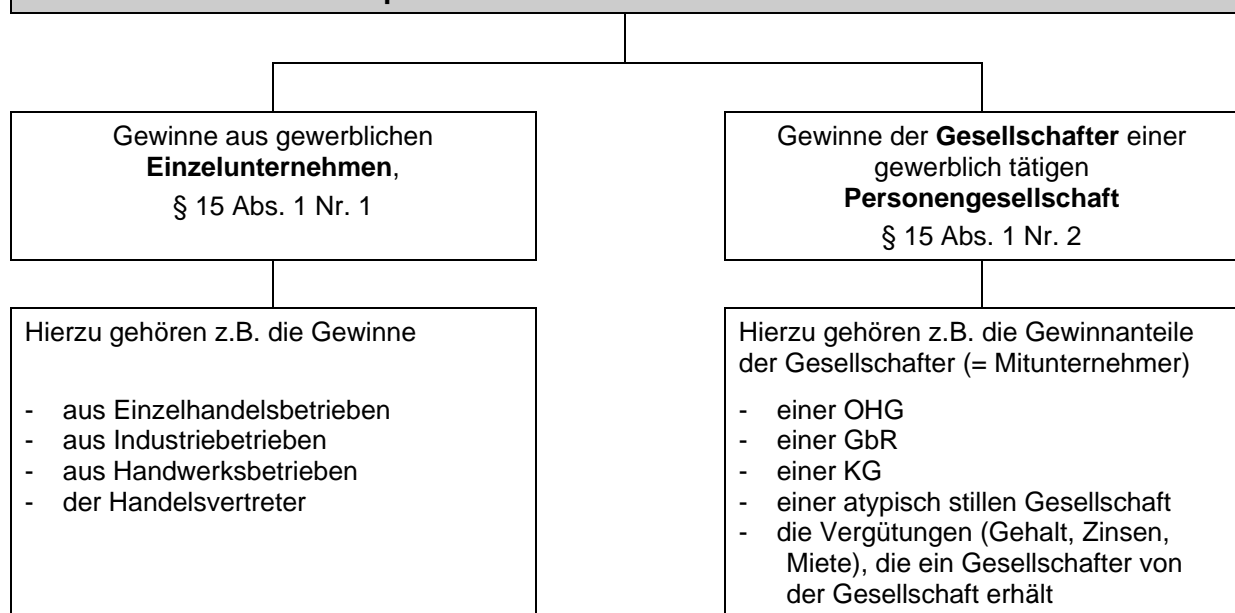 Gewinne aus gewerblichen
Einzelunternehmen,
§ 15 Abs. 1 Nr. 1
Gewinne der Gesellschafter einer
gewerblich tätigen
Personengesellschaft
§ 15 Abs. 1 Nr. 2
Hierzu gehören z.B. die Gewinne
- aus Einzelhandelsbetrieben
- aus Industriebetrieben
- aus Handwerksbetrieben
- der Handelsvertreter
Hierzu gehören z.B. die Gewinnanteile
der Gesellschafter (= Mitunternehmer)
- einer OHG
- einer GbR
- einer KG
- einer atypisch stillen Gesellschaft
- die Vergütungen (Gehalt, Zinsen,
Miete), die ein Gesellschafter von
der Gesellschaft erhält